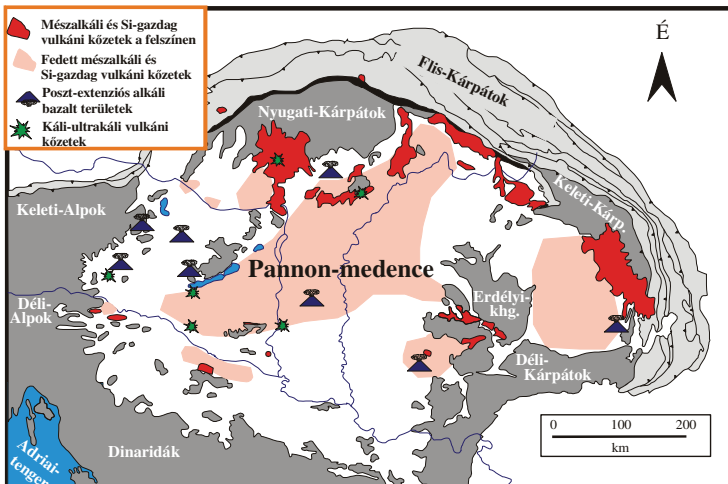 Mészalkáli és Si-gazdag
vulkáni kőzetek a felszínen
Fedett mészalkáli és
Si-gazdag vulkáni kőzetek
Poszt-extenziós alkáli
bazalt területek
Káli-ultrakáli vulkáni
kőzetek
É
Flis-Kárpátok
Nyugati-Kárpátok
Keleti-Alpok
Keleti-Kárp.
Pannon-medence
Déli-
Alpok
Erdélyi-
khg.
Déli-
Kárpátok
Dinaridák
Adriai-
tenger
0 100 200
km